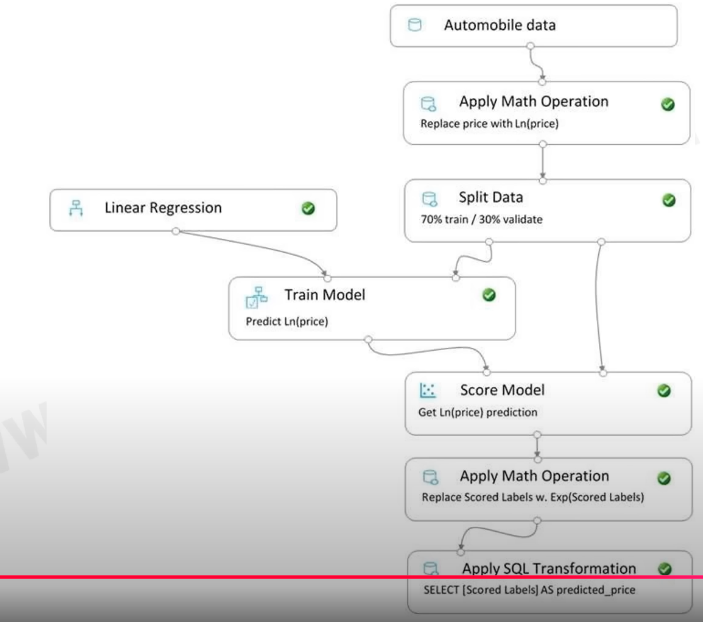 Automobile data
Apply Math Operation
Replace price with Ln(price)
Linear Regression
Split Data
70% train / 30% validate
Train Model
Predict Ln(price)
Score Model
Get Ln(price) prediction
Apply Math Operation
Replace Scored Labels w. Exp(Scored Labels)
Apply SQL Transformation
SELECT [Scored Labels] AS predicted_price